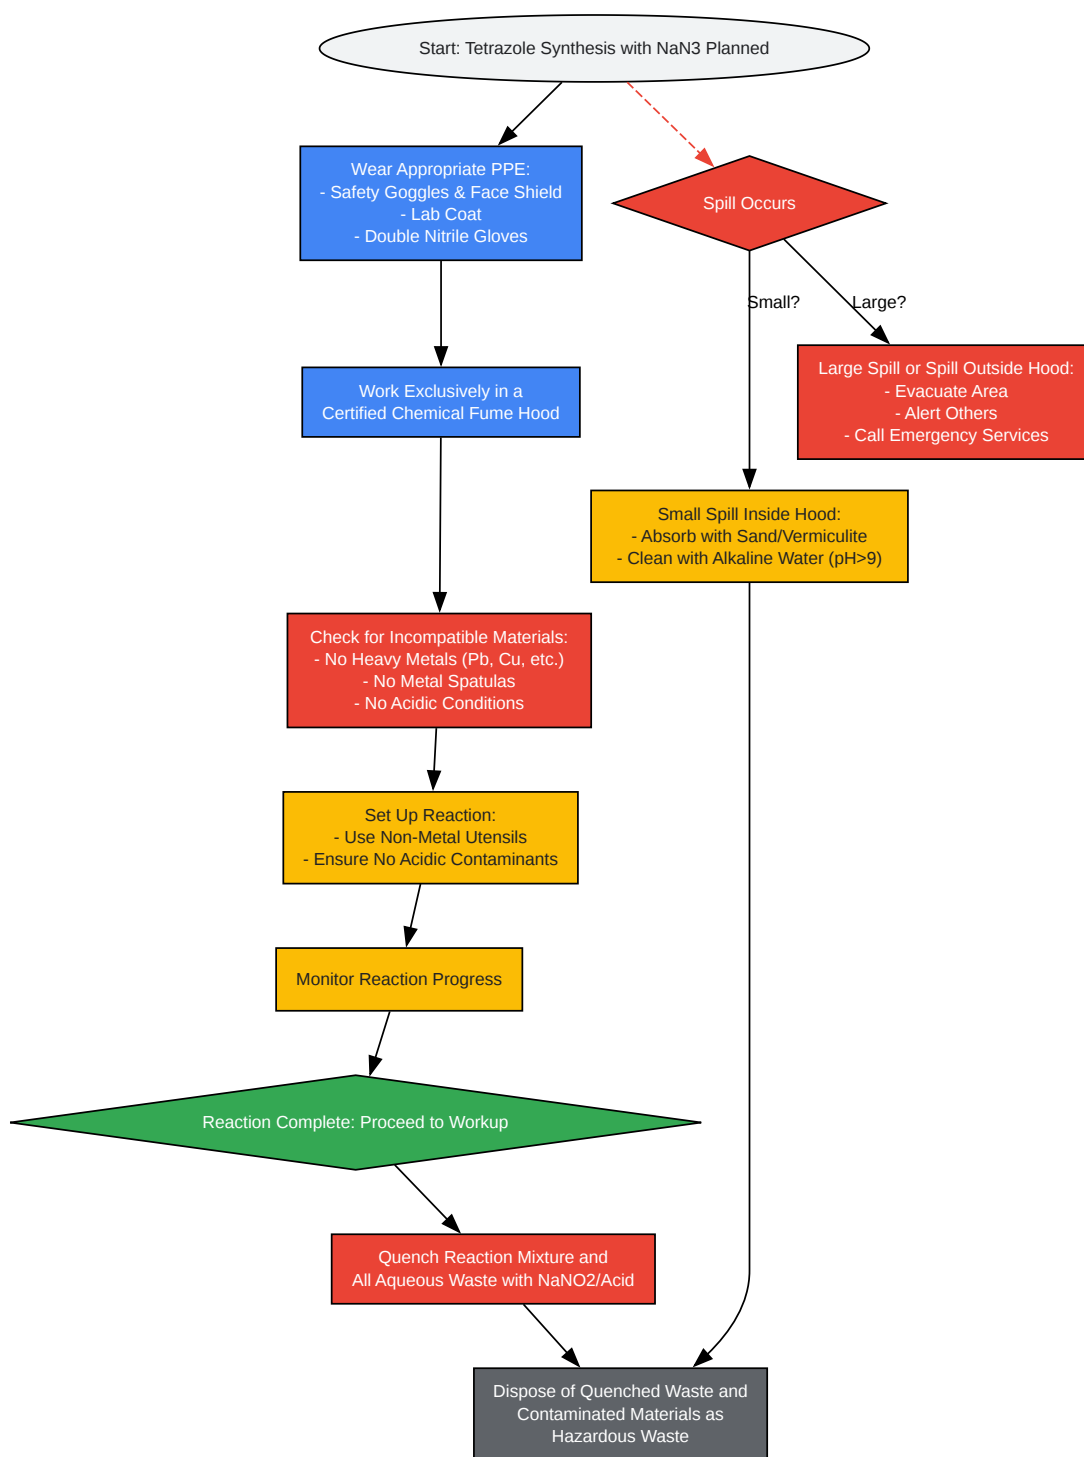 Start: Tetrazole Synthesis with NaN3 Planned
Wear Appropriate PPE:
- Safety Goggles & Face Shield
- Lab Coat
- Double Nitrile Gloves
Spill Occurs
Small?
Large?
Large Spill or Spill Outside Hood:
- Evacuate Area
- Alert Others
- Call Emergency Services
Work Exclusively in a
Certified Chemical Fume Hood
Small Spill Inside Hood:
- Absorb with Sand/Vermiculite
- Clean with Alkaline Water (pH>9)
Check for Incompatible Materials:
- No Heavy Metals (Pb, Cu, etc.)
- No Metal Spatulas
- No Acidic Conditions
Set Up Reaction:
- Use Non-Metal Utensils
- Ensure No Acidic Contaminants
Monitor Reaction Progress
Reaction Complete: Proceed to Workup
Quench Reaction Mixture and
All Aqueous Waste with NaNO2/Acid
Dispose of Quenched Waste and
Contaminated Materials as
Hazardous Waste